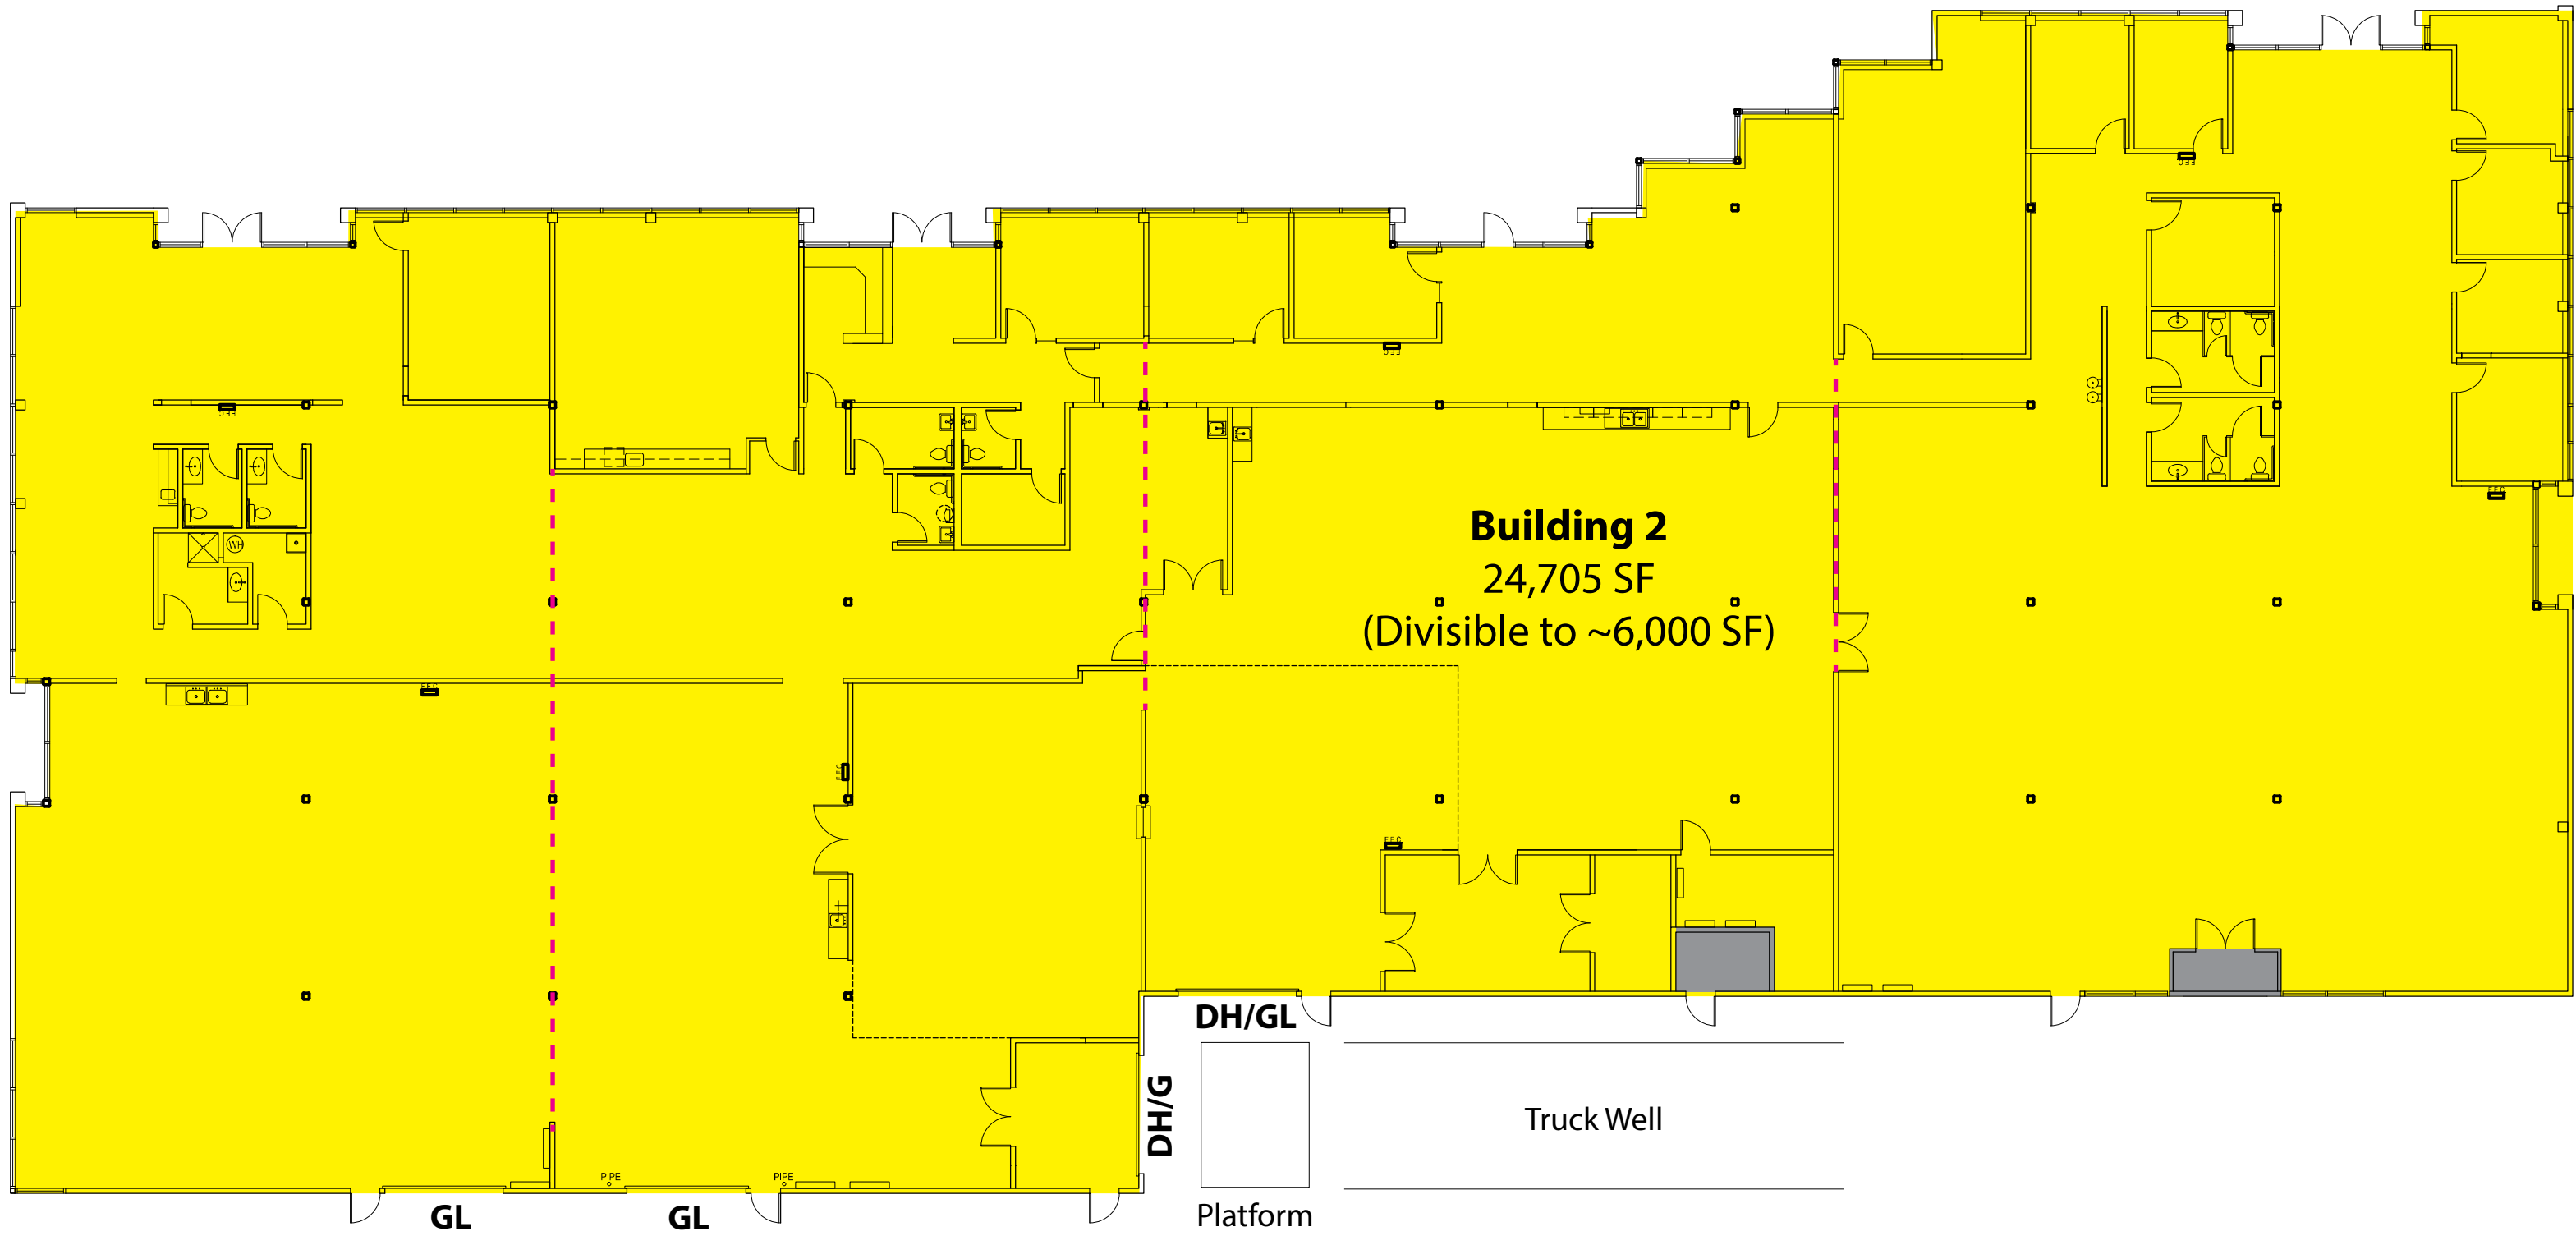 F.E.C.
F.E.C.
F.E.C.
WH
F.E.C.
Building 2
24,705 SF
(Divisible to ~6,000 SF)
F.E.C.
F.E.C.
F.E.C.
DH/GL
DH/G
Truck Well
PIPE
PIPE
GL
GL
Platform